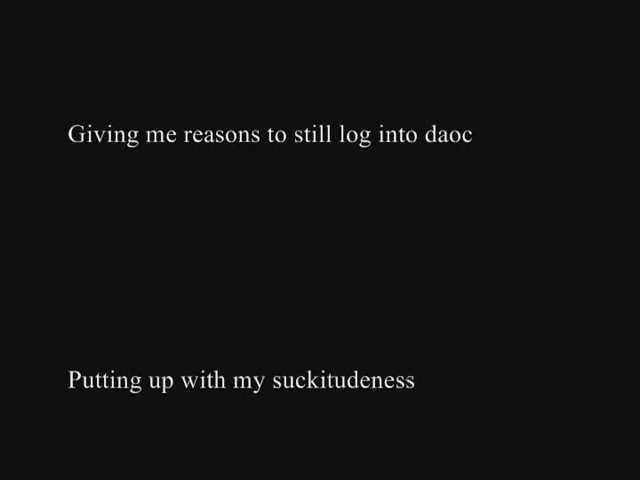 Giving me reasons to still log into daoc
Putting up with my suckitudeness